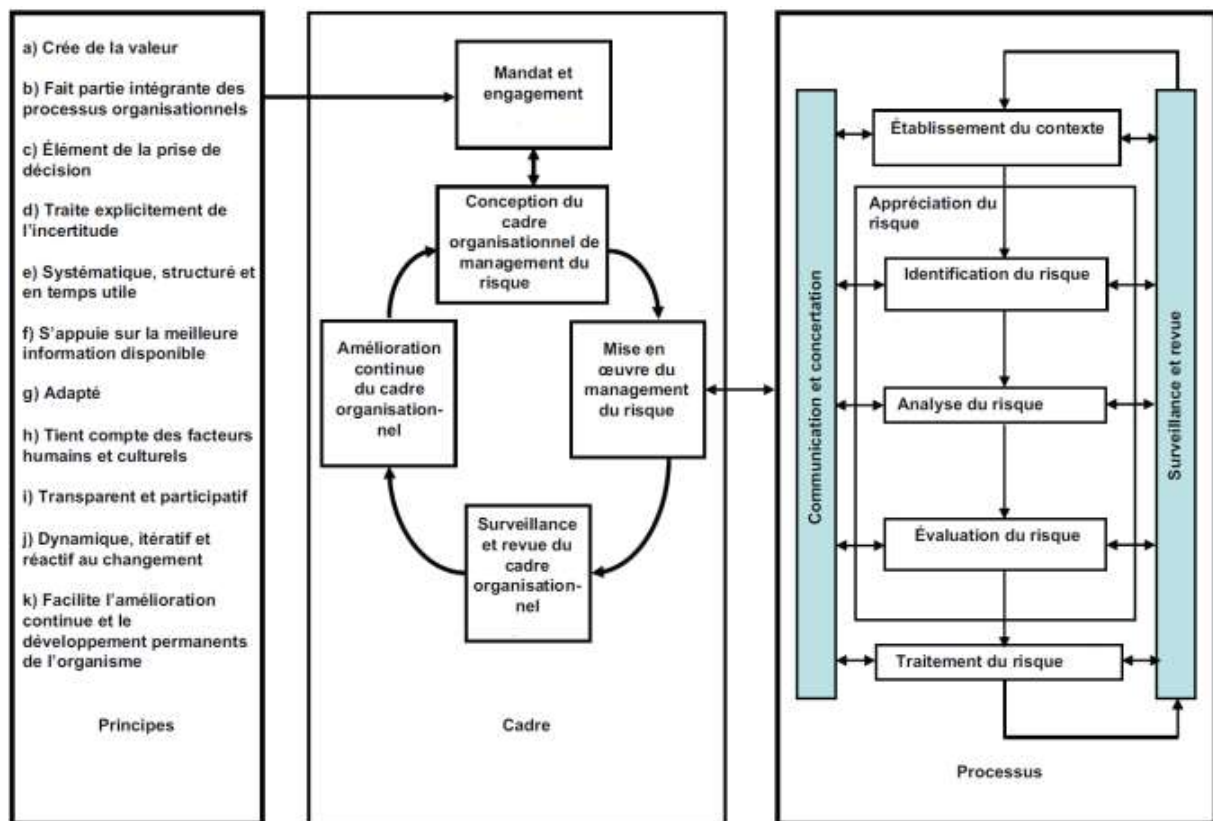 a) Crée de la valeur
b) Fait partie intégrante des
processus organisationnels
c) Élément de la prise de
décision
d) Traite explicitement de
l’incertitude
e) Systématique, structuré et
en temps utile
f) S’appuie sur la meilleure
information disponible
g) Adapté
h) Tient compte des facteurs
humains et culturels
i) Transparent et participatif
j) Dynamique, itératif et
réactif au changement
k) Facilite l’amélioration
continue et le
développement permanents
de l’organisme
Principes
Mandat et
engagement
Conception du
cadre
organisationnel de
management du
risque
Mise en
œuvre du
management
du risque
Surveillance
et revue du
cadre
organisation-
nel
Amélioration
continue
du cadre
organisation-
nel
Cadre
Communication et concertation
Établissement du contexte
Appréciation du
risque
Identification du risque
Analyse du risque
Évaluation du risque
Traitement du risque
Surveillance et revue
Processus